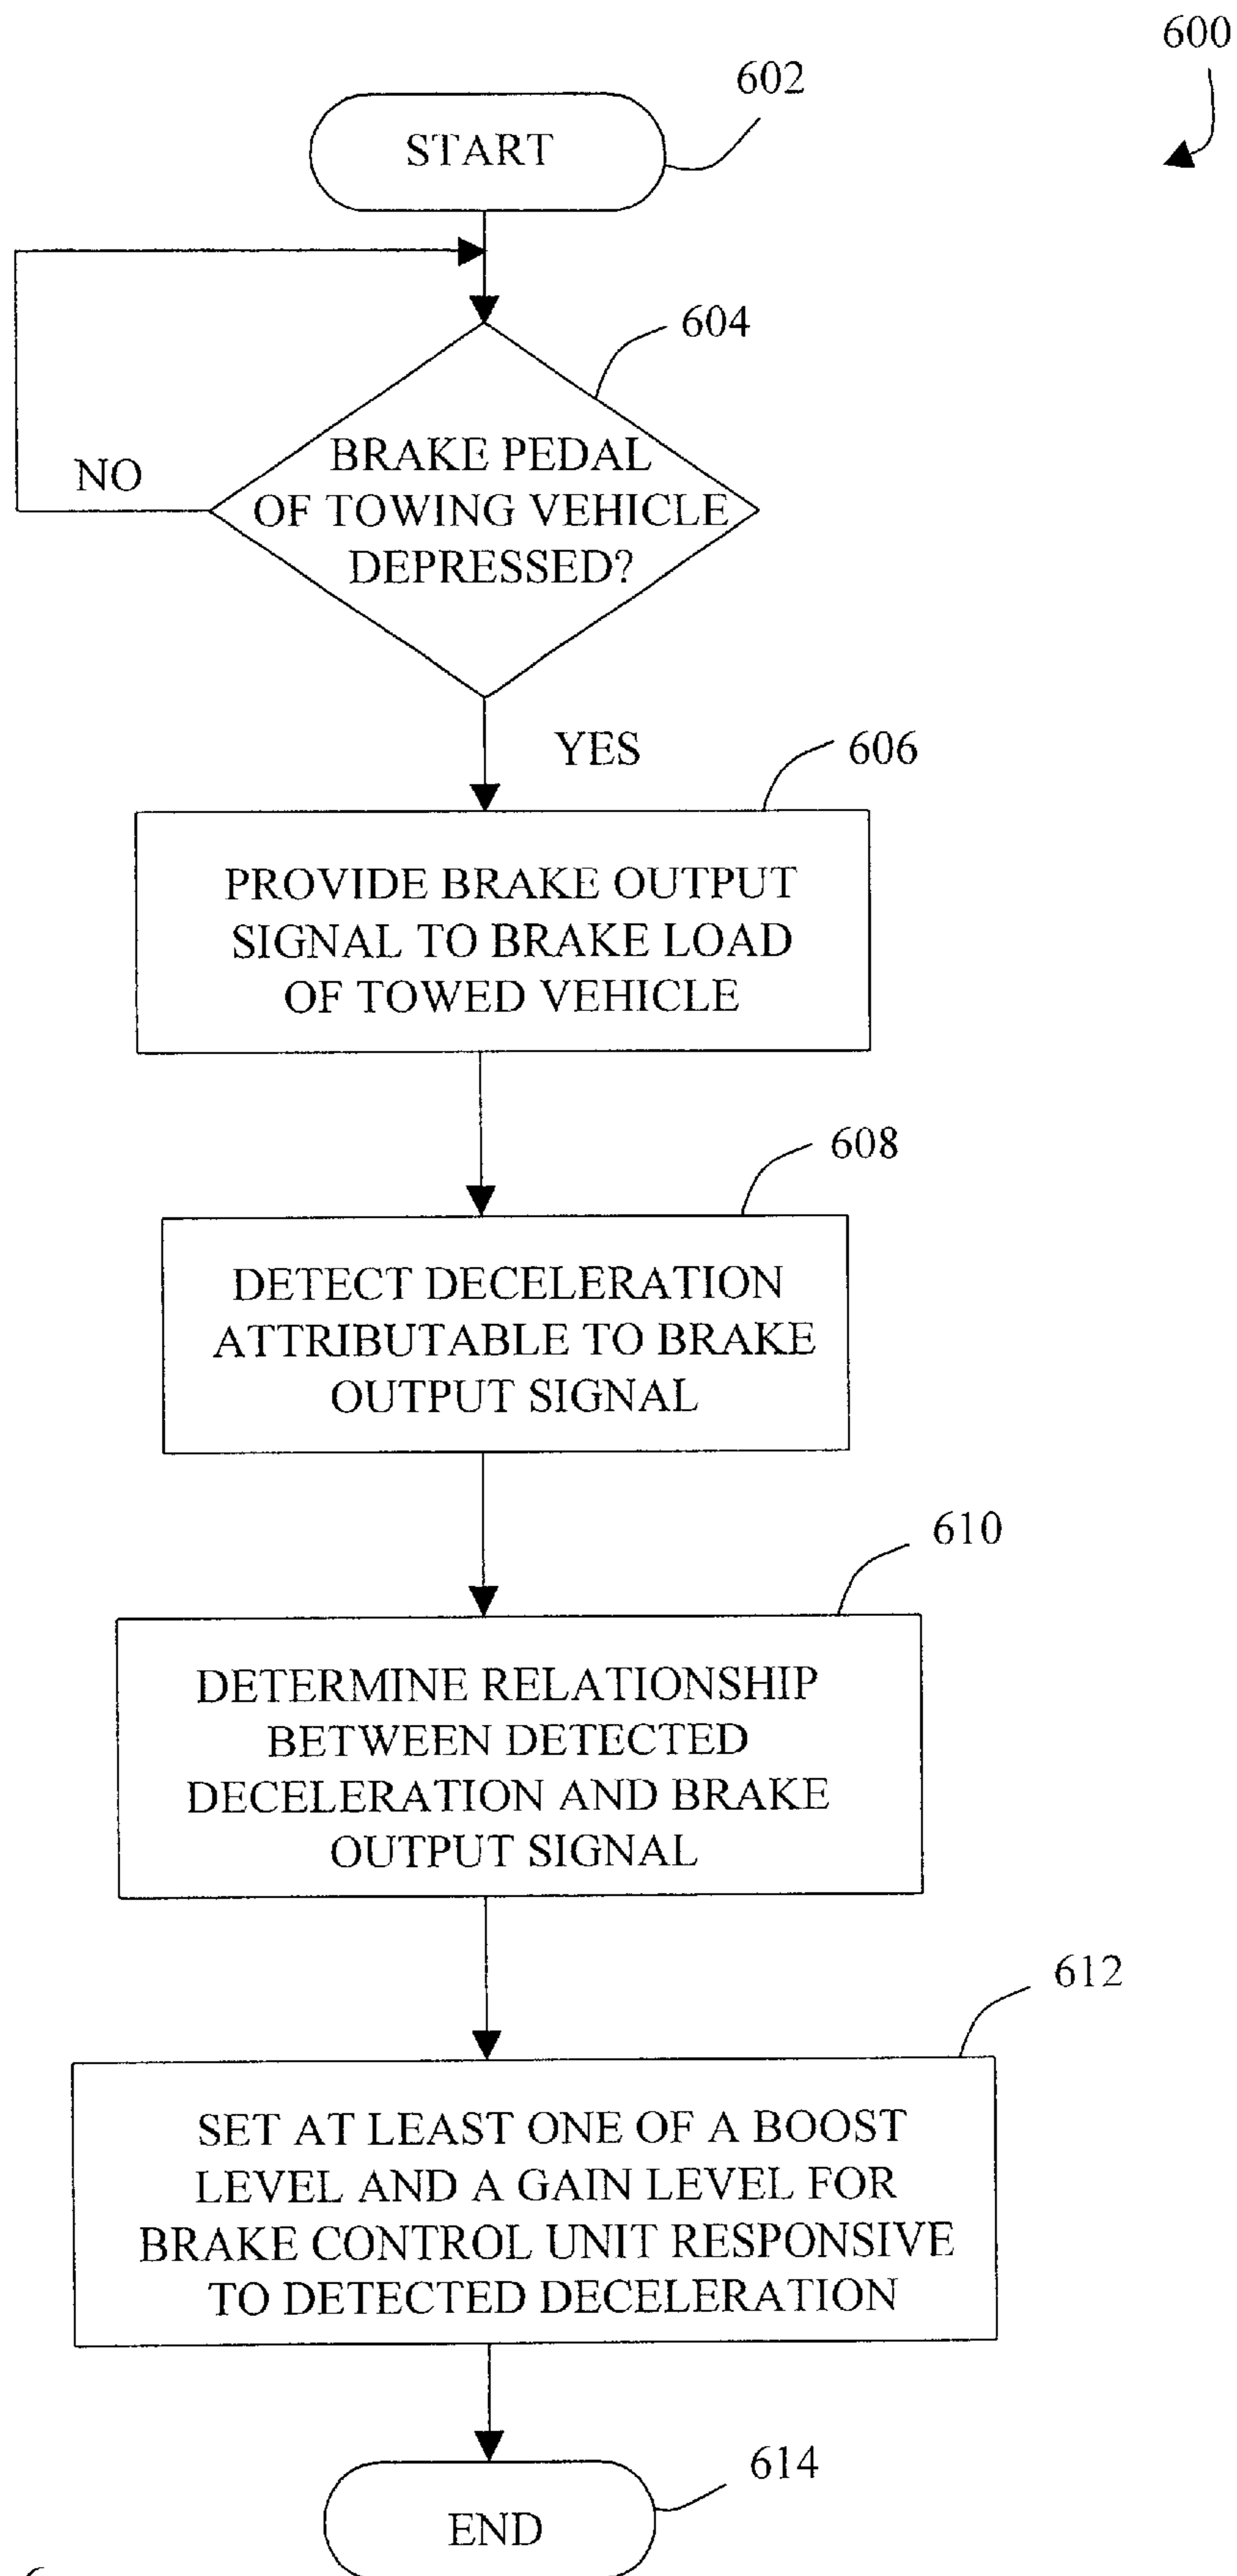 600
602
START
604
BRAKE PEDAL
OF TOWING VEHICLE
DEPRESSED?
NO
YES
606
PROVIDE BRAKE OUTPUT
SIGNAL TO BRAKE LOAD
OF TOWED VEHICLE
608
DETECT DECELERATION
ATTRIBUTABLE TO BRAKE
OUTPUT SIGNAL
610
DETERMINE RELATIONSHIP
BETWEEN DETECTED
DECELERATION AND BRAKE
OUTPUT SIGNAL
612
SET AT LEAST ONE OF A BOOST
LEVEL AND A GAIN LEVEL FOR
BRAKE CONTROL UNIT RESPONSIVE
TO DETECTED DECELERATION
614
END